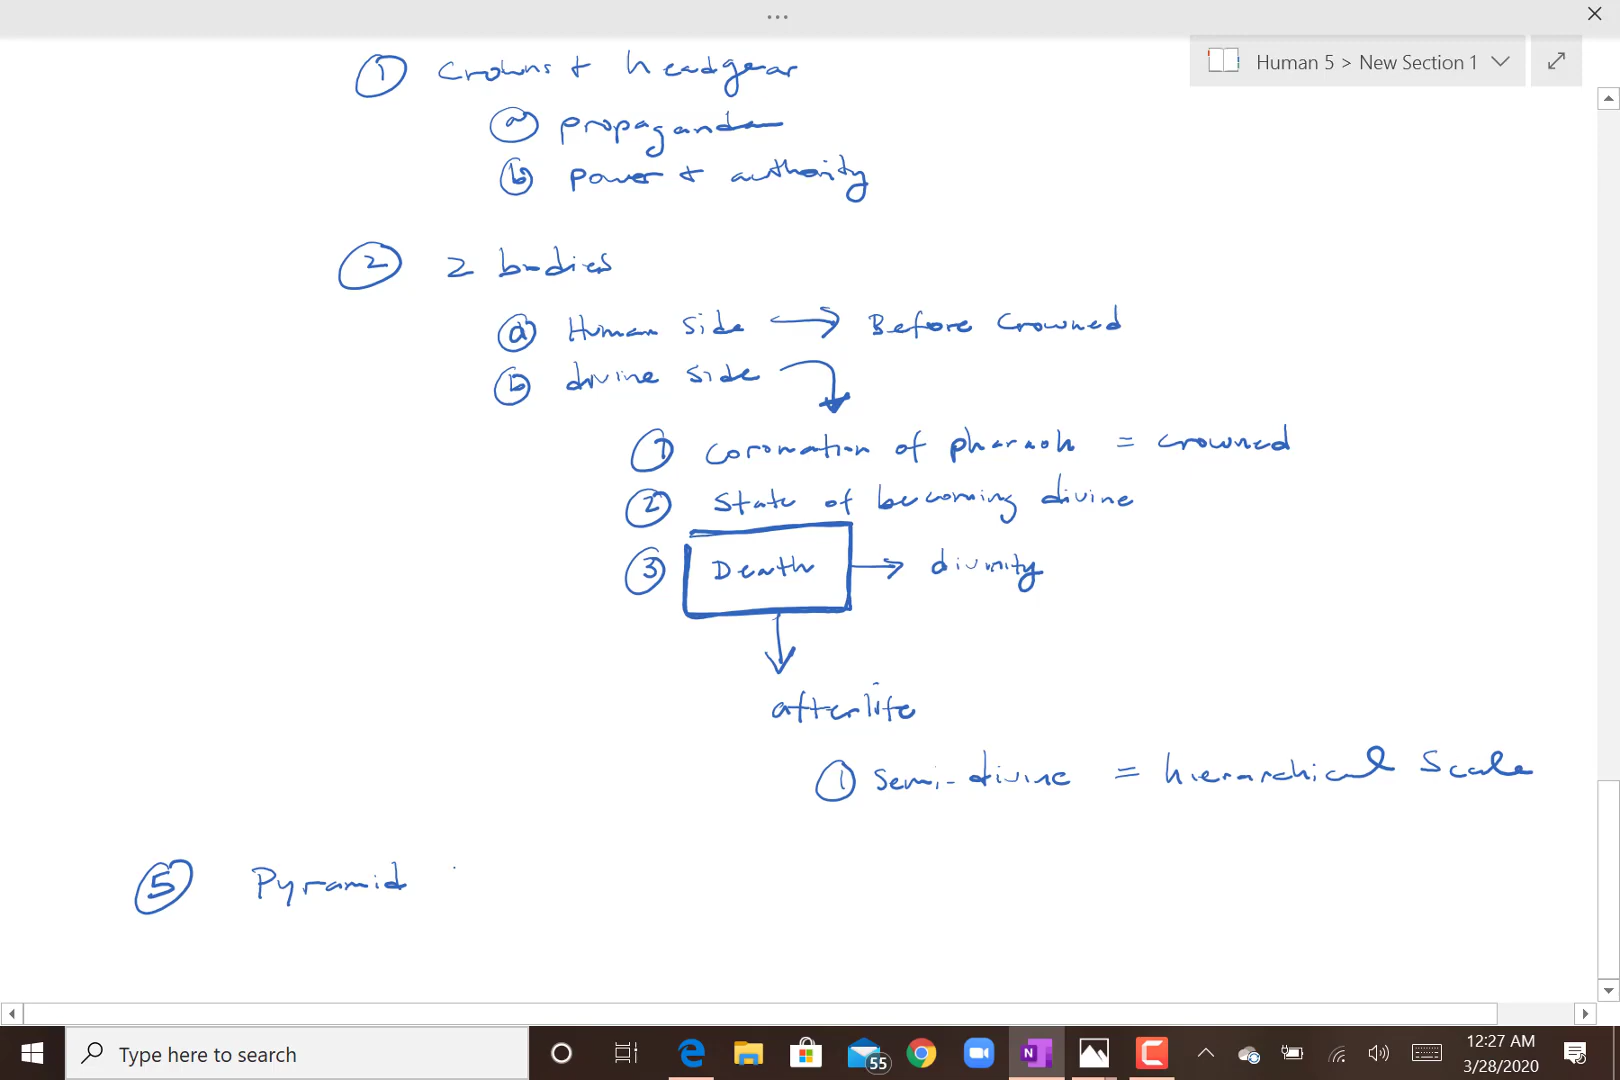 Human 5 > New Section 1
① Crowns + headgear
ⓐ propaganda
ⓑ power + authority
② 2 bodies
ⓐ Human side → Before Crowned
ⓑ divine side
① Coronation of pharaoh = crowned
② State of becoming divine
③ Death → divinity
afterlife
① Semi-divine = hierarchical Scale
⑤ Pyramid
Type here to search
55
12:27 AM
3/28/2020